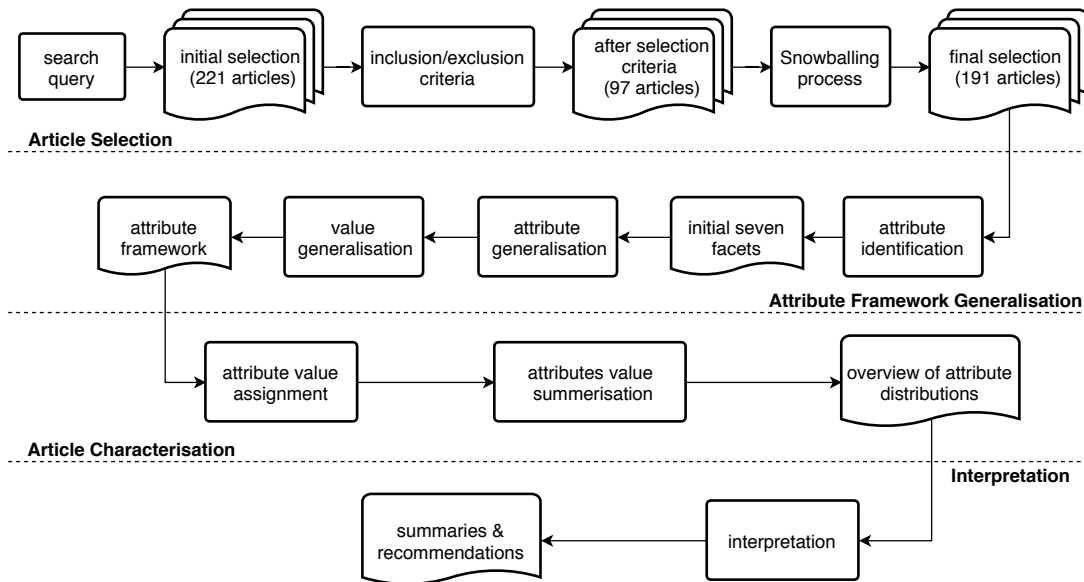 search
query
initial selection
(221 articles)
inclusion/exclusion
criteria
after selection
criteria
(97 articles)
Snowballing
process
final selection
(191 articles)
Article Selection
attribute
framework
value
generalisation
attribute
generalisation
initial seven
facets
attribute
identification
Attribute Framework Generalisation
attribute value
assignment
attributes value
summerisation
overview of attribute
distributions
Article Characterisation
Interpretation
summaries &
recommendations
interpretation